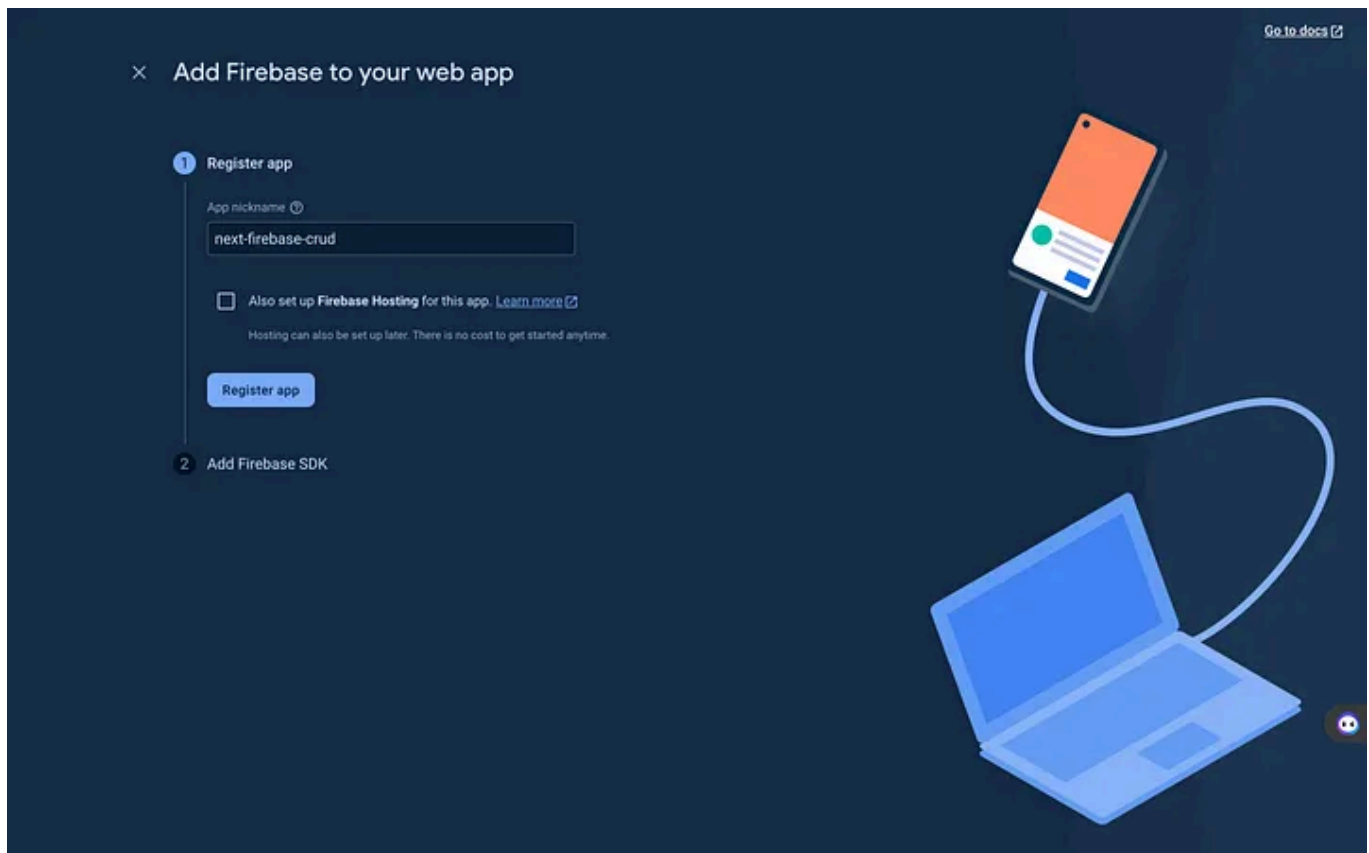 Go to docs
Add Firebase to your web app
1 Register app
App nickname
next-firebase-crud
Also set up Firebase Hosting for this app. Learn more
Hosting can also be set up later. There is no cost to get started anytime.
Register app
2 Add Firebase SDK